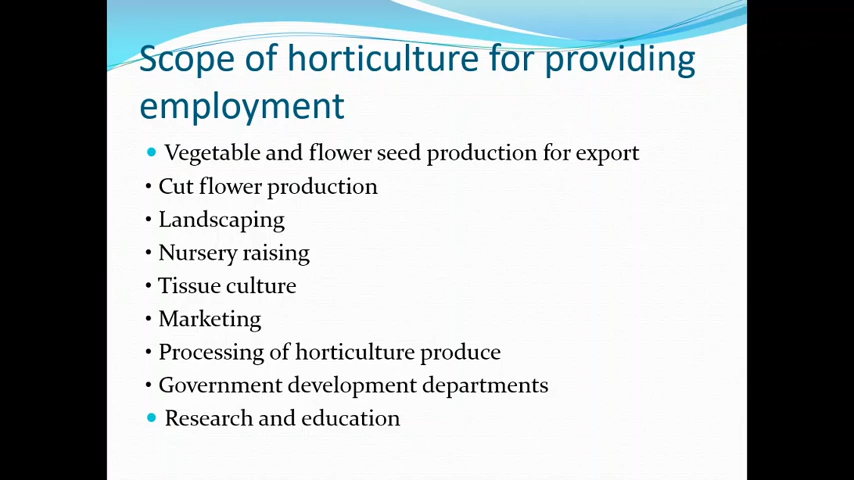 Scope of horticulture for providing
employment
• Vegetable and flower seed production for export
• Cut flower production
• Landscaping
• Nursery raising
• Tissue culture
• Marketing
• Processing of horticulture produce
• Government development departments
• Research and education